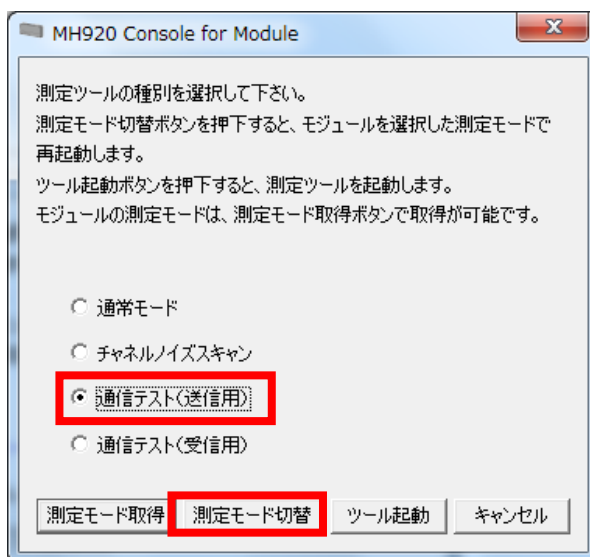 MH920 Console for Module
測定ツールの種別を選択して下さい。
測定モード切替ボタンを押下すると、モジュールを選択した測定モードで
再起動します。
ツール起動ボタンを押下すると、測定ツールを起動します。
モジュールの測定モードは、測定モード取得ボタンで取得が可能です。
通常モード
チャネルノイズスキャン
通信テスト(送信用)
通信テスト(受信用)
測定モード取得 測定モード切替 ツール起動 キャンセル